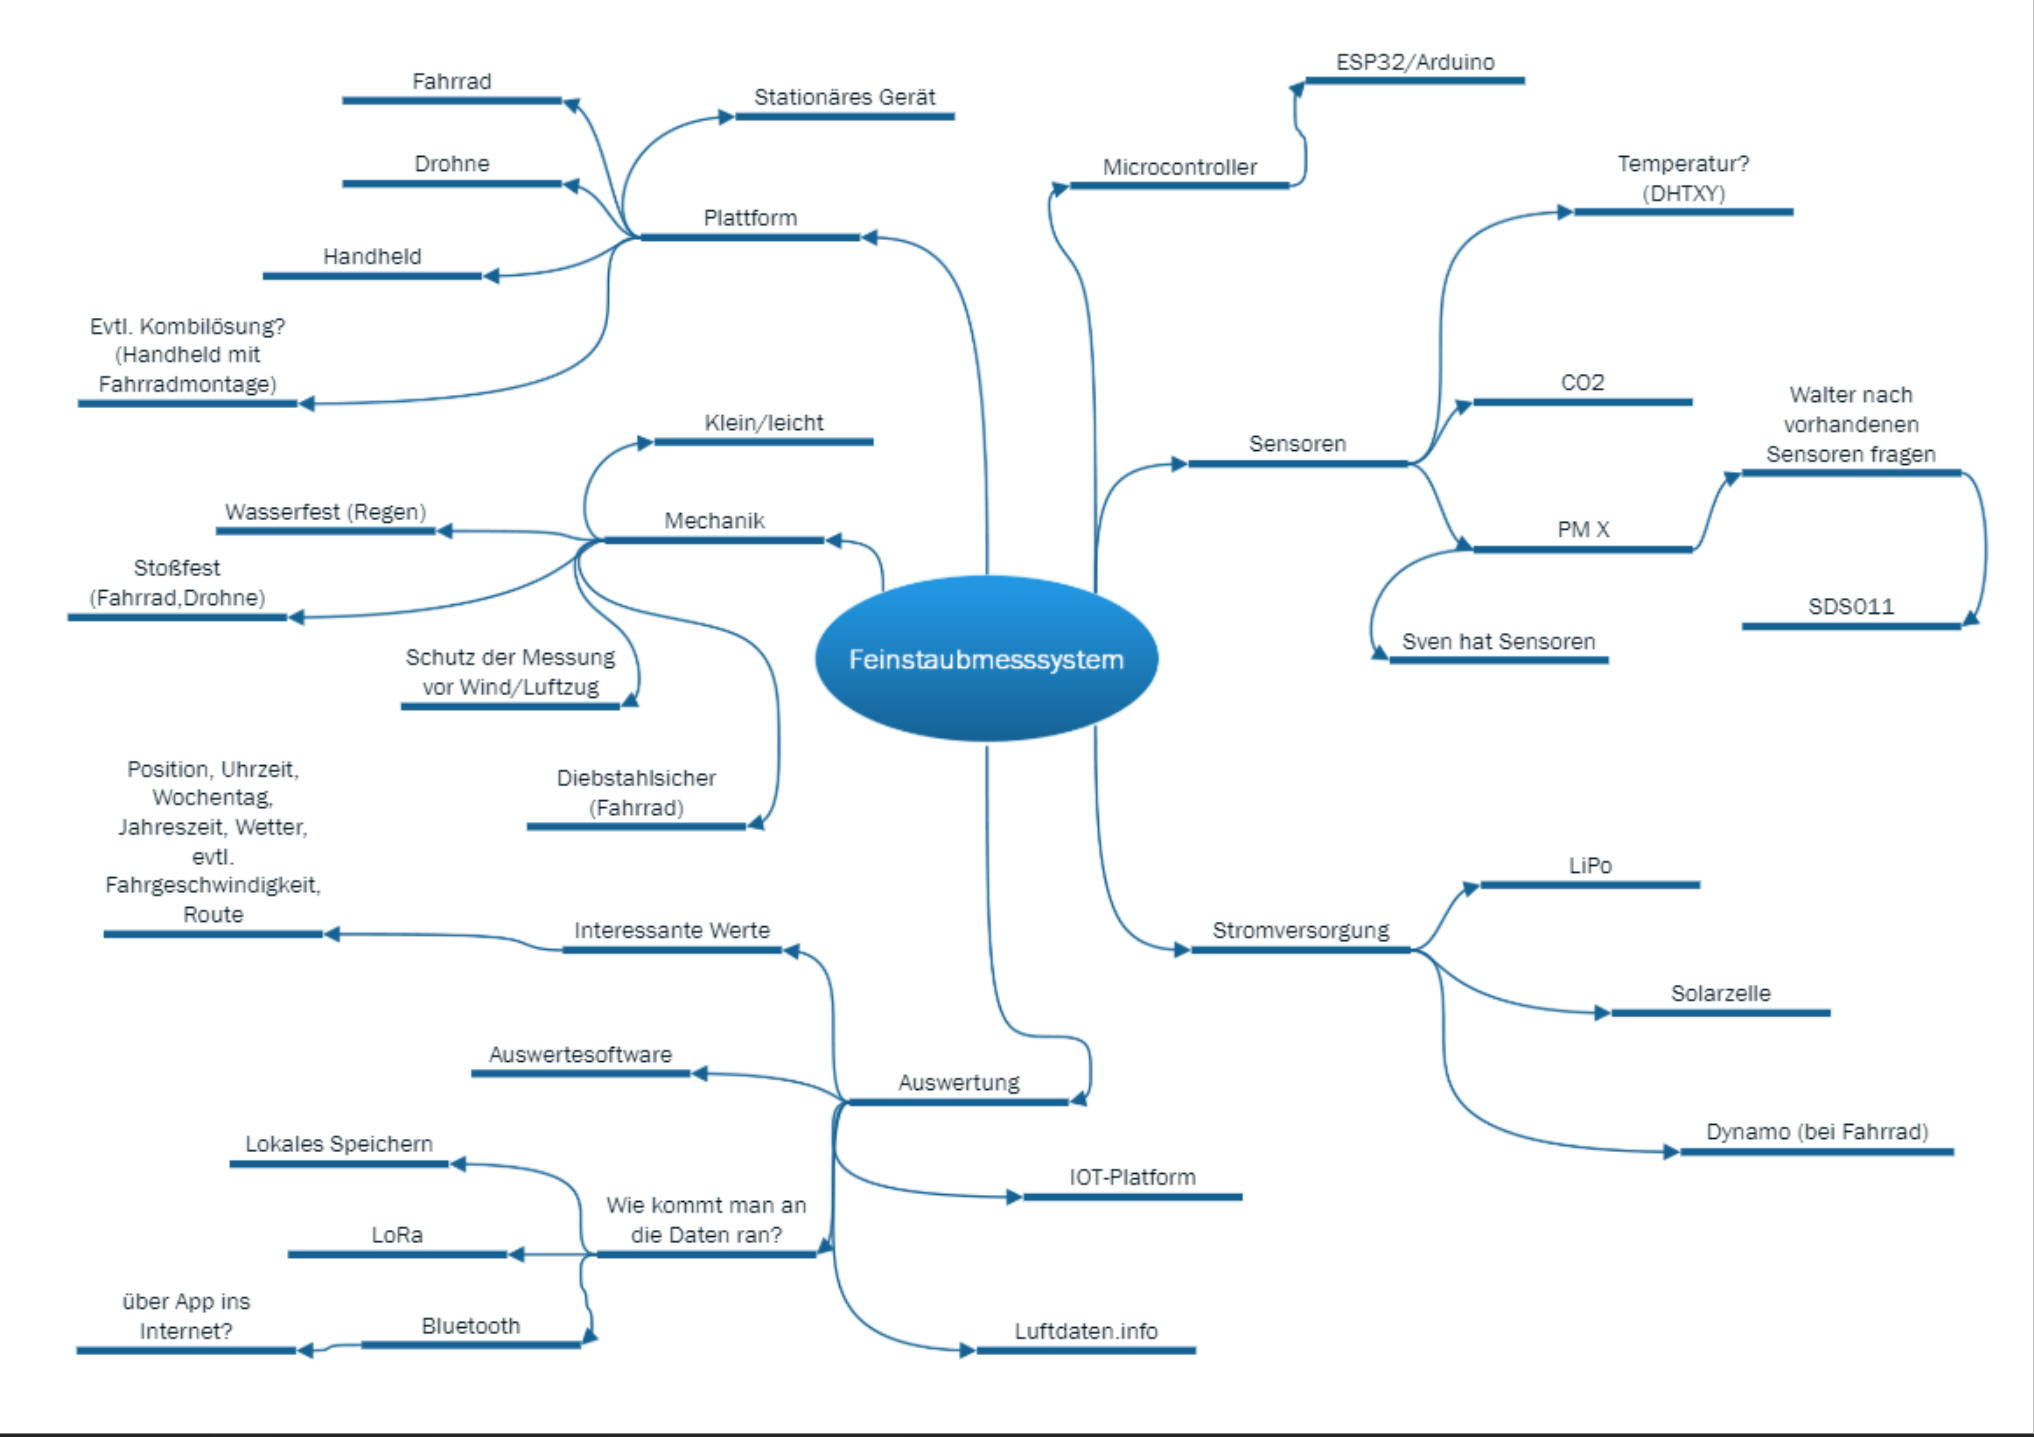 Feinstaubmesssystem
Plattform
Stationäres Gerät
Fahrrad
Drohne
Handheld
Evtl. Kombilösung?
(Handheld mit
Fahrradmontage)
Mechanik
Klein/leicht
Wasserfest (Regen)
Stoßfest
(Fahrrad,Drohne)
Schutz der Messung
vor Wind/Luftzug
Diebstahlsicher
(Fahrrad)
Auswertung
Interessante Werte
Position, Uhrzeit,
Wochentag,
Jahreszeit, Wetter,
evtl.
Fahrgeschwindigkeit,
Route
Auswertesoftware
Wie kommt man an
die Daten ran?
Lokales Speichern
LoRa
Bluetooth
über App ins
Internet?
IOT-Platform
Luftdaten.info
Microcontroller
ESP32/Arduino
Sensoren
Temperatur?
(DHTXY)
CO2
PM X
Walter nach
vorhandenen
Sensoren fragen
SDS011
Sven hat Sensoren
Stromversorgung
LiPo
Solarzelle
Dynamo (bei Fahrrad)